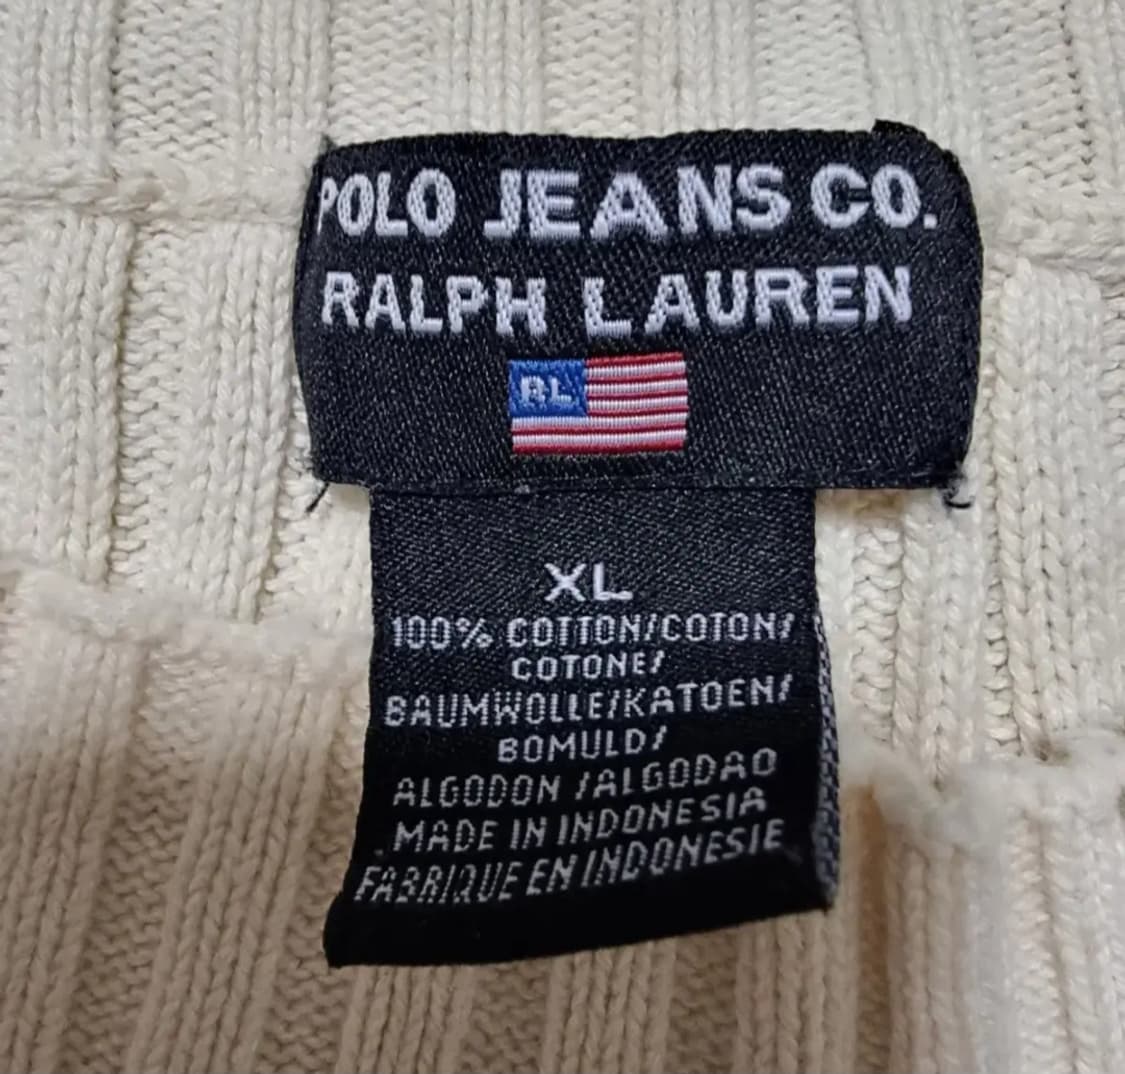 POLO JEANS CO.
RALPH LAUREN
RL
XL
100% COTTON/COTON/
COTONE/
BAUMWOLLE/KATOEN/
BOMULD/
ALGODON /ALGODAO
MADE IN INDONESIA
FABRIQUE EN INDONESIE